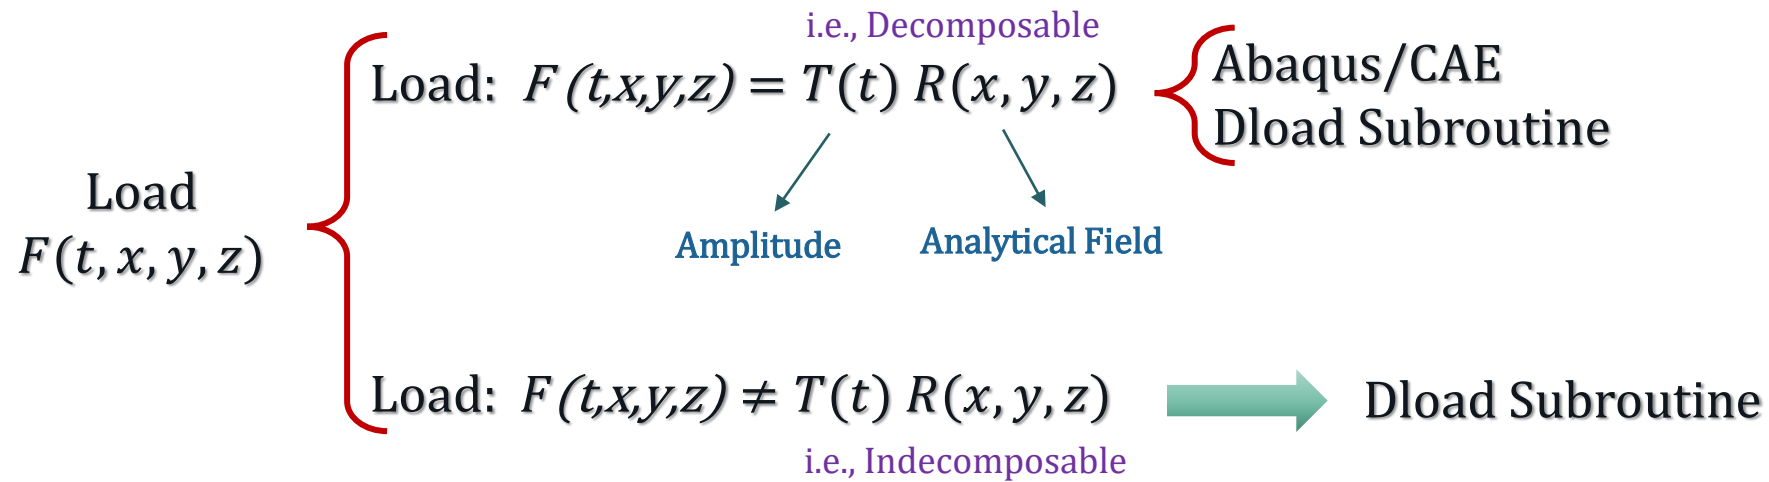 i.e., Decomposable
Load: F(t,x,y,z) = T(t) R(x, y, z)
Abaqus/CAE
Dload Subroutine
Amplitude
Analytical Field
Load
F(t, x, y, z)
Load: F(t,x,y,z) ≠ T(t) R(x, y, z)
Dload Subroutine
i.e., Indecomposable